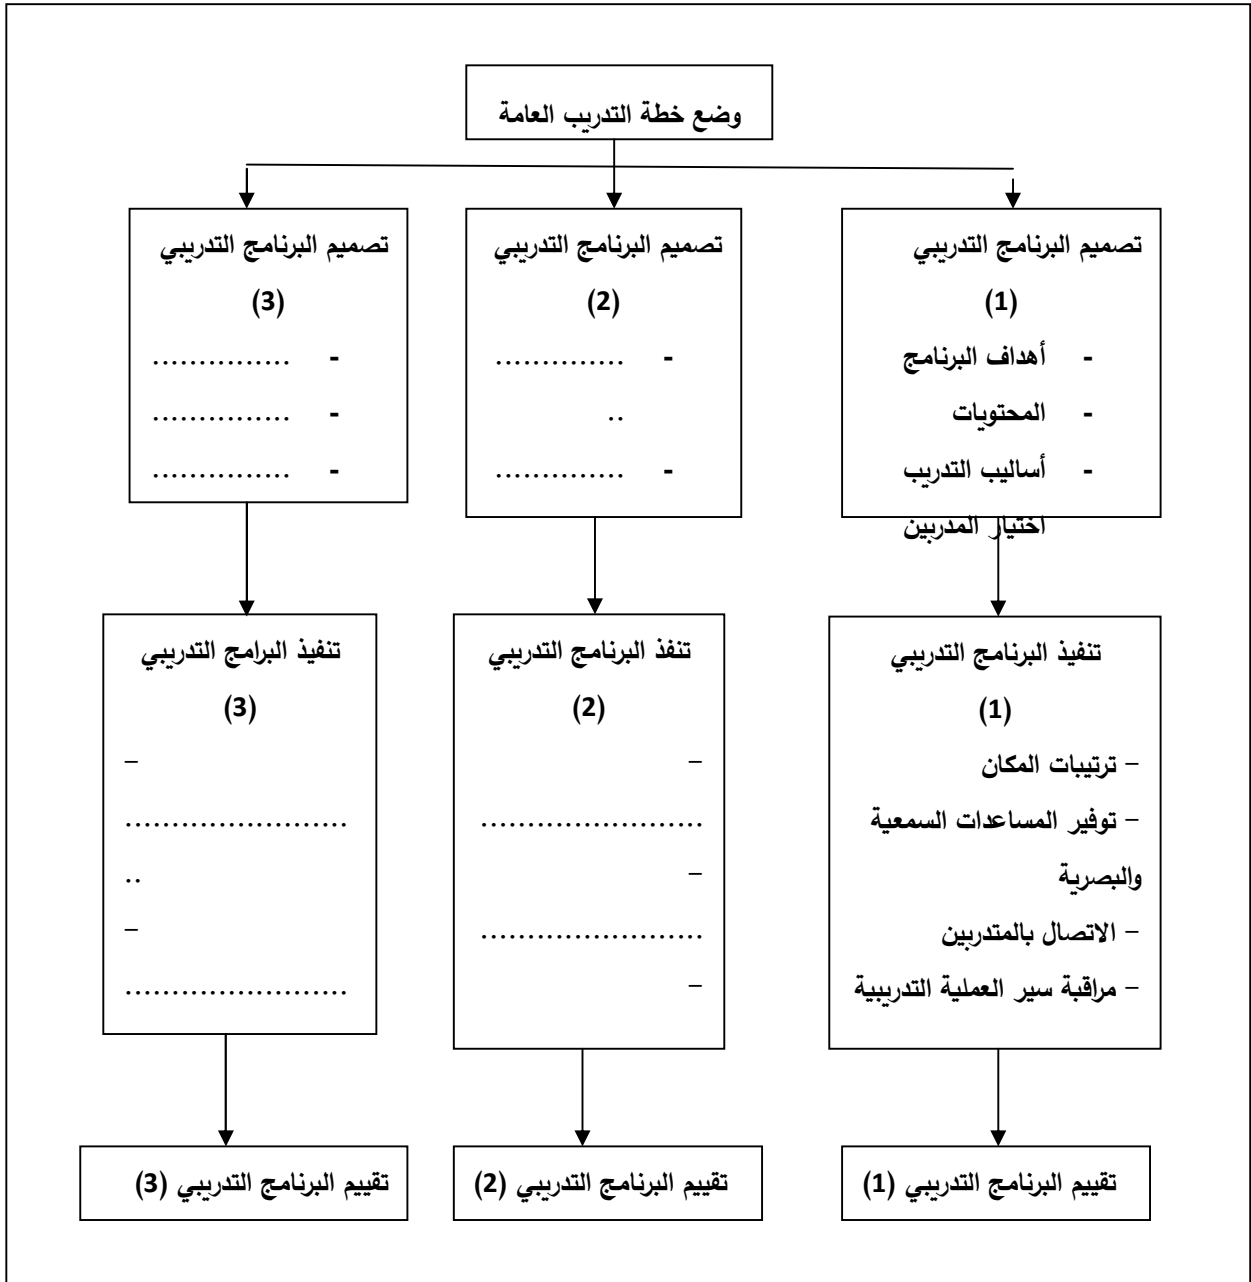 وضع خطة التدريب العامة
تصميم البرنامج التدريبي
(1)
- أهداف البرنامج
- المحتويات
- أساليب التدريب
اختيار المدربين
تصميم البرنامج التدريبي
(2)
- ..............
..
- ..............
تصميم البرنامج التدريبي
(3)
- ...............
- ...............
- ...............
تنفيذ البرنامج التدريبي
(1)
– ترتيبات المكان
– توفير المساعدات السمعية
والبصرية
– الاتصال بالمتدربين
– مراقبة سير العملية التدريبية
تنفذ البرنامج التدريبي
(2)
–
........................
–
........................
–
تنفيذ البرامج التدريبي
(3)
–
........................
..
–
........................
تقييم البرنامج التدريبي (1)
تقييم البرنامج التدريبي (2)
تقييم البرنامج التدريبي (3)